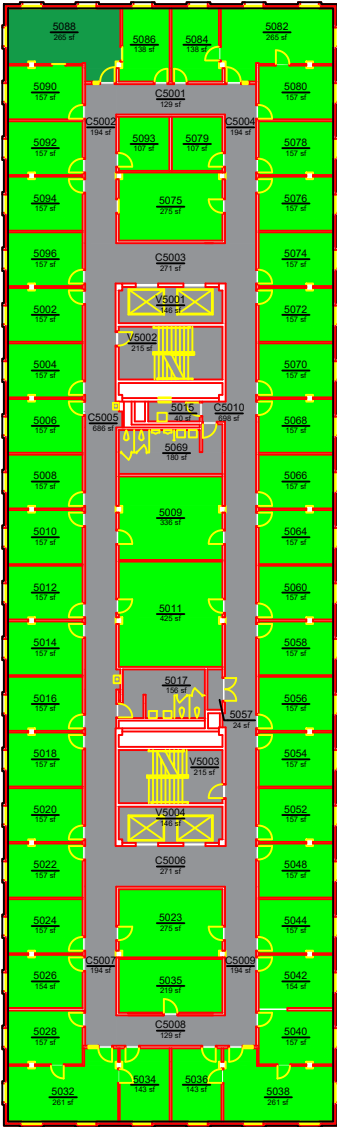 5088
265 sf
5086
138 sf
5084
138 sf
5082
265 sf
5090
157 sf
C5001
129 sf
5080
157 sf
C5002
194 sf
C5004
194 sf
5092
157 sf
5093
107 sf
5079
107 sf
5078
157 sf
5094
157 sf
5075
275 sf
5076
157 sf
5096
157 sf
C5003
271 sf
5074
157 sf
5002
157 sf
V5001
146 sf
5072
157 sf
V5002
215 sf
5004
157 sf
5070
157 sf
5006
157 sf
C5005
686 sf
5015
40 sf
C5010
698 sf
5068
157 sf
5069
180 sf
5008
157 sf
5066
157 sf
5009
336 sf
5010
157 sf
5064
157 sf
5012
157 sf
5060
157 sf
5011
425 sf
5014
157 sf
5058
157 sf
5016
157 sf
5017
156 sf
5056
157 sf
5057
24 sf
5018
157 sf
V5003
215 sf
5054
157 sf
5020
157 sf
V5004
146 sf
5052
157 sf
5022
157 sf
C5006
271 sf
5048
157 sf
5024
157 sf
5023
275 sf
5044
157 sf
C5007
194 sf
C5009
194 sf
5026
154 sf
5035
219 sf
5042
154 sf
5028
157 sf
C5008
129 sf
5040
157 sf
5032
261 sf
5034
143 sf
5036
143 sf
5038
261 sf